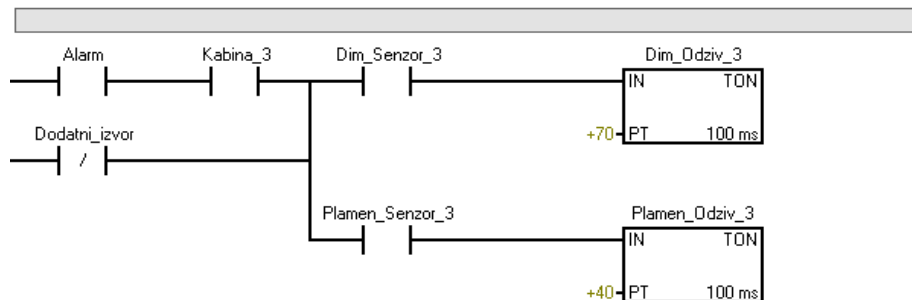 Alarm Kabina_3 Dim_Senzor_3 Dim_Odziv_3
IN TON
+70 PT 100 ms
Dodatni_izvor
/
Plamen_Senzor_3 Plamen_Odziv_3
IN TON
+40 PT 100 ms